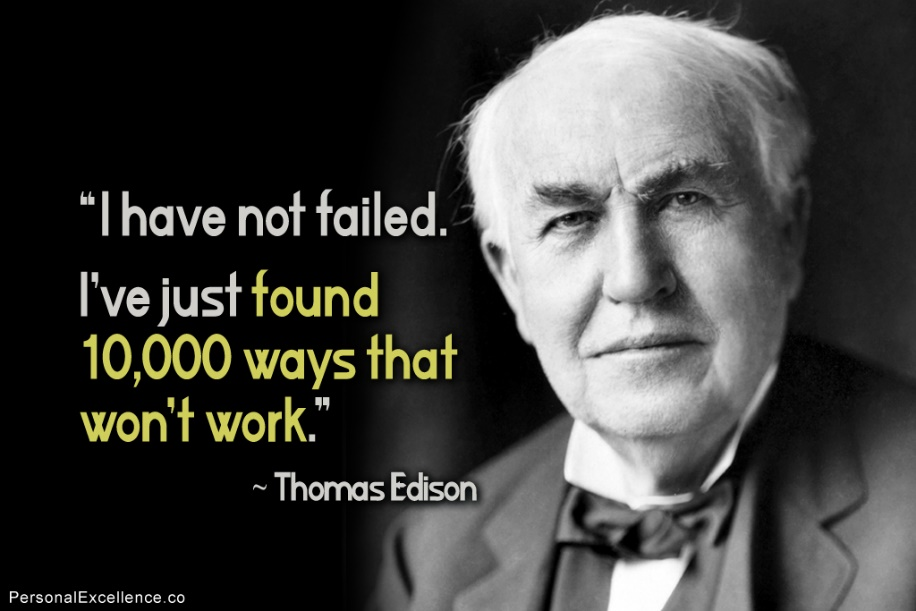 “I have not failed.
I’ve just found
10,000 ways that
won’t work.”
~ Thomas Edison
PersonalExcellence.co